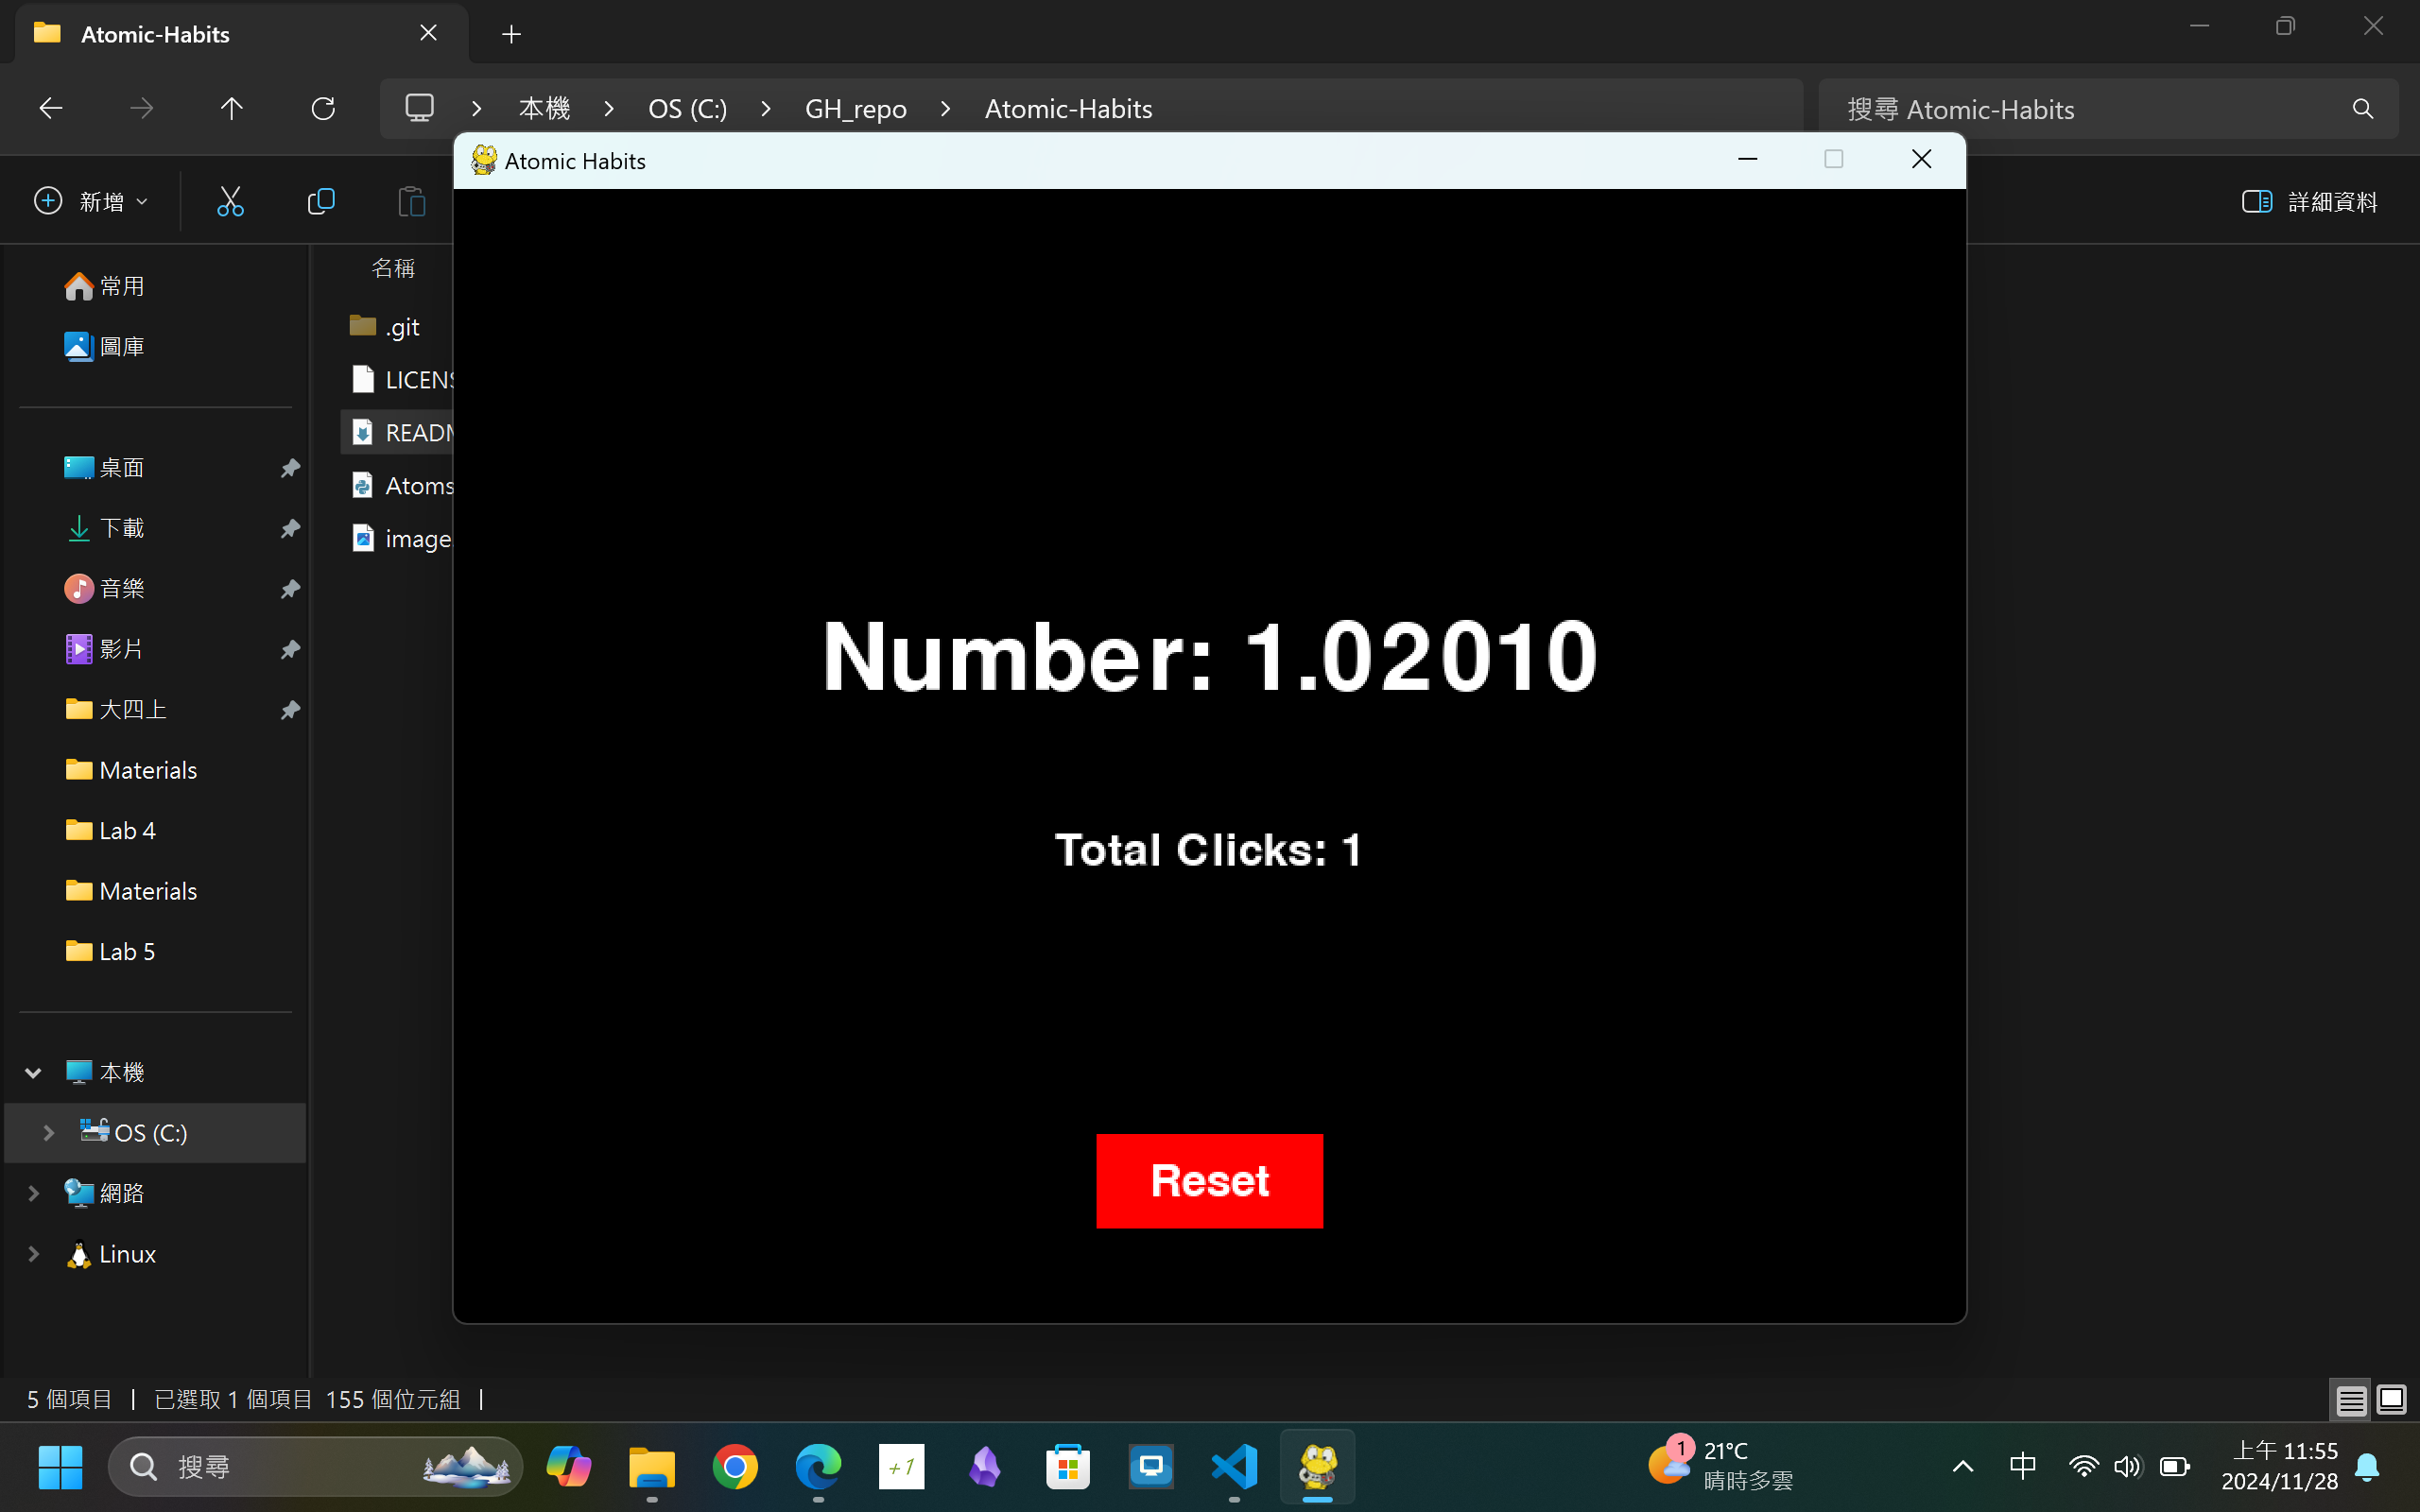 Atomic-Habits
本機 OS (C:) GH_repo Atomic-Habits
搜尋 Atomic-Habits
Atomic Habits
新增
詳細資料
名稱
常用
圖庫
.git
LICENS
READM
Atoms
image
桌面
下載
音樂
影片
大四上
Materials
Lab 4
Materials
Lab 5
本機
OS (C:)
網路
Linux
Number: 1.02010
Total Clicks: 1
Reset
5 個項目 已選取 1 個項目 155 個位元組
搜尋
+1
1
21°C
晴時多雲
中
上午 11:55
2024/11/28